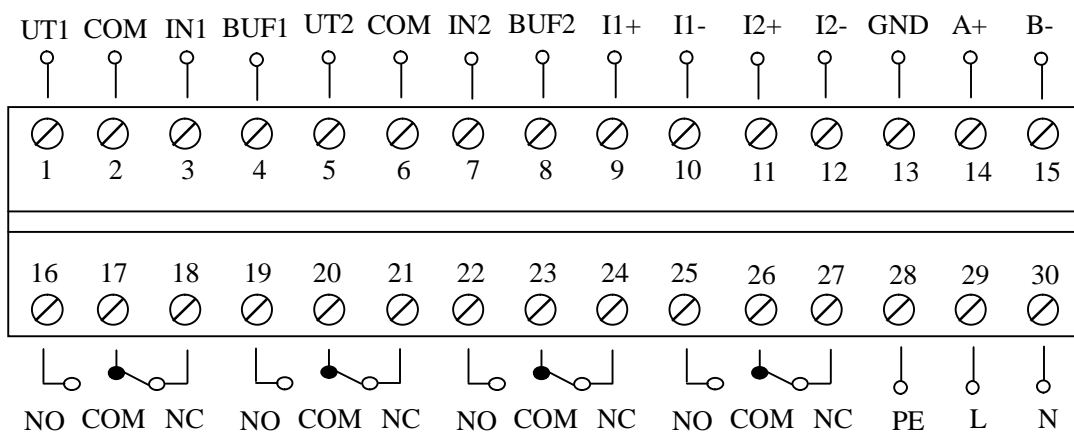 UT1 COM IN1 BUF1 UT2 COM IN2 BUF2 I1+ I1- I2+ I2- GND A+ B-
1 2 3 4 5 6 7 8 9 10 11 12 13 14 15
16 17 18 19 20 21 22 23 24 25 26 27 28 29 30
NO COM NC NO COM NC NO COM NC NO COM NC PE L N